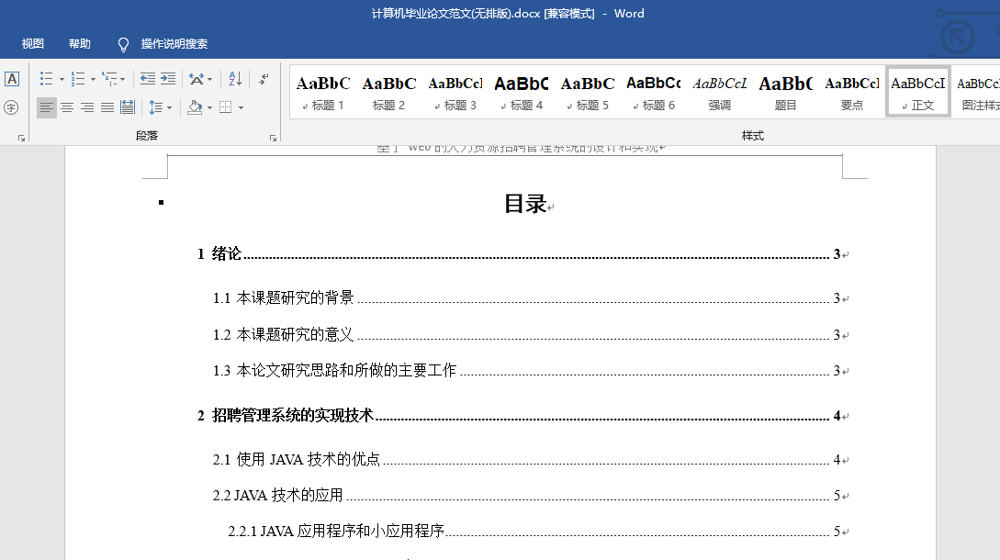 计算机毕业论文范文(无排版).docx [兼容模式] - Word
视图 帮助 操作说明搜索
A AaBbC AaBbC AaBbCcI AaBbC AaBbC AaBbCc AaBbCcL AaBbC AaBbCcI AaBbCcI AaBbCc
字 ↲ 标题 1 标题 2 ↲ 标题 3 ↲ 标题 4 ↲ 标题 5 ↲ 标题 6 强调 题目 要点 ↲ 正文 图注样式
段落 样式
基于 web 的人力资源招聘管理系统的设计和实现
目录
1 绪论 3
1.1 本课题研究的背景 3
1.2 本课题研究的意义 3
1.3 本论文研究思路和所做的主要工作 3
2 招聘管理系统的实现技术 4
2.1 使用 JAVA 技术的优点 4
2.2 JAVA 技术的应用 5
2.2.1 JAVA 应用程序和小应用程序 5